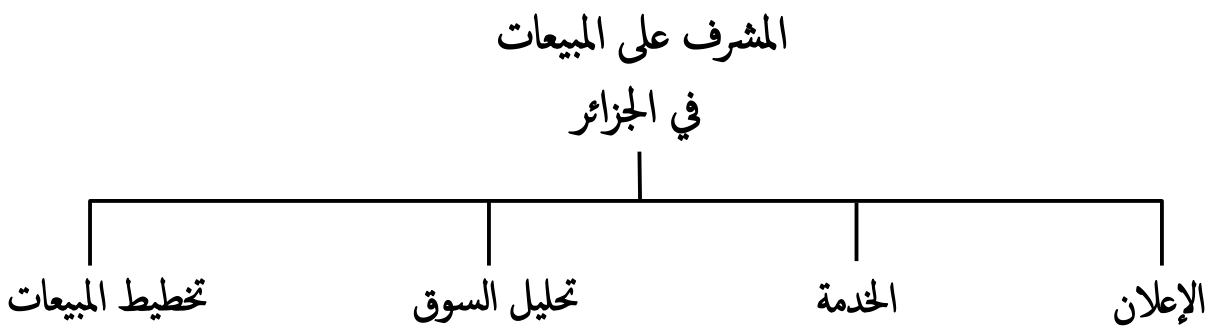 المشرف على المبيعات
في الجزائر
الإعلان
الخدمة
تحليل السوق
تخطيط المبيعات